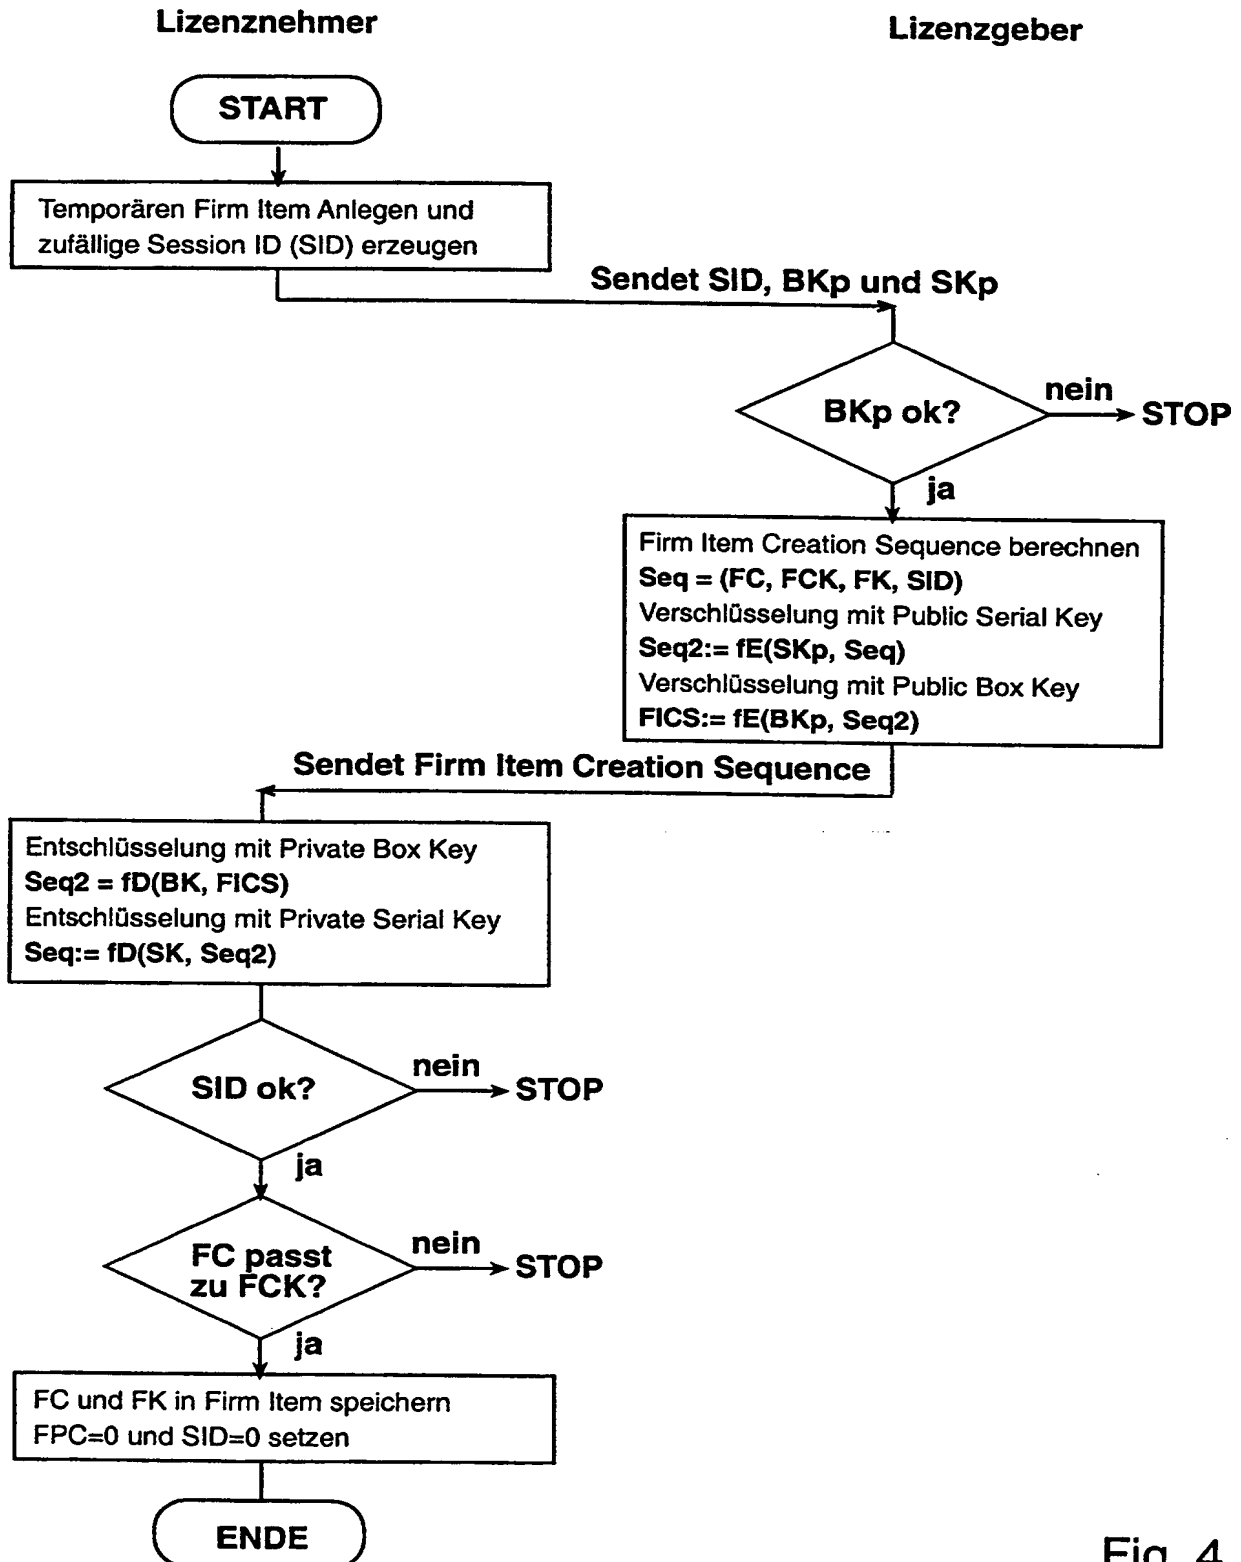 Lizenznehmer
Lizenzgeber
START
Temporären Firm Item Anlegen und
zufällige Session ID (SID) erzeugen
Sendet SID, BKp und SKp
BKp ok?
nein
STOP
ja
Firm Item Creation Sequence berechnen
Seq = (FC, FCK, FK, SID)
Verschlüsselung mit Public Serial Key
Seq2:= fE(SKp, Seq)
Verschlüsselung mit Public Box Key
FICS:= fE(BKp, Seq2)
Sendet Firm Item Creation Sequence
Entschlüsselung mit Private Box Key
Seq2 = fD(BK, FICS)
Entschlüsselung mit Private Serial Key
Seq:= fD(SK, Seq2)
SID ok?
nein
STOP
ja
FC passt
zu FCK?
nein
STOP
ja
FC und FK in Firm Item speichern
FPC=0 und SID=0 setzen
ENDE
Fig. 4